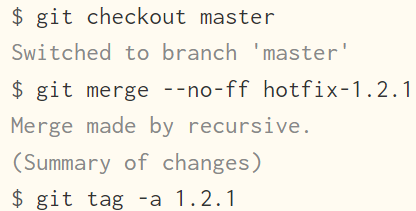 $ git checkout master
Switched to branch 'master'
$ git merge --no-ff hotfix-1.2.1
Merge made by recursive.
(Summary of changes)
$ git tag -a 1.2.1